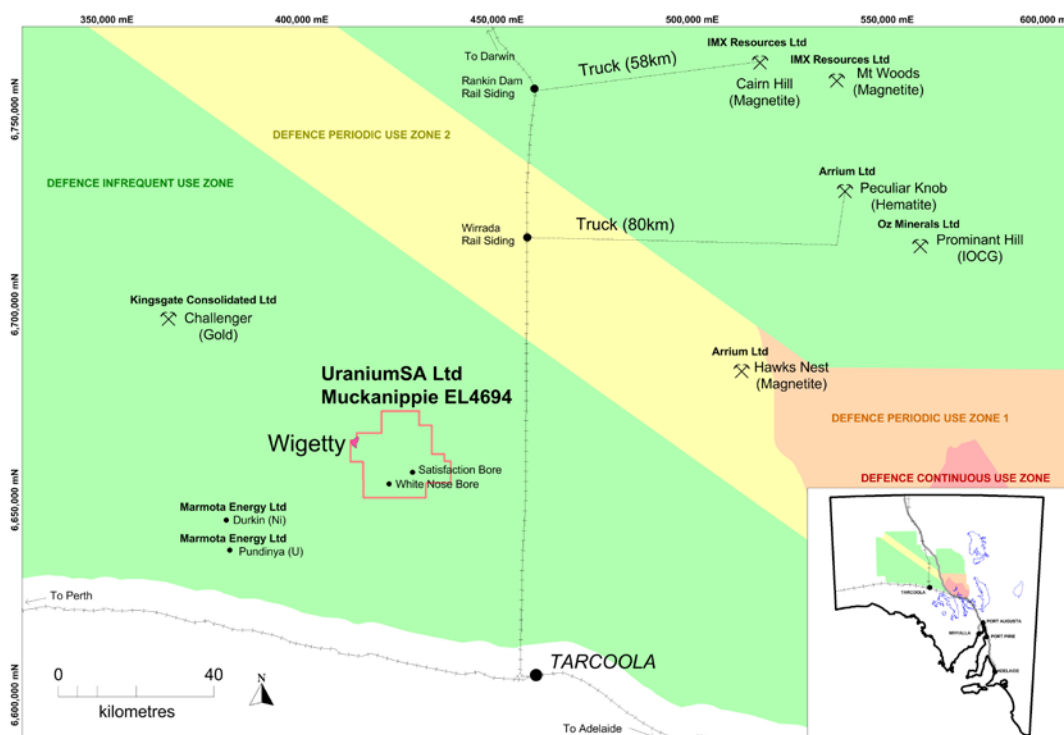 350,000 mE
400,000 mE
450,000 mE
500,000 mE
550,000 mE
600,000 mE
6,750,000 mN
6,700,000 mN
6,650,000 mN
6,600,000 mN
To Darwin
Rankin Dam
Rail Siding
Truck (58km)
IMX Resources Ltd
Cairn Hill
(Magnetite)
IMX Resources Ltd
Mt Woods
(Magnetite)
DEFENCE PERIODIC USE ZONE 2
DEFENCE INFREQUENT USE ZONE
Arrium Ltd
Peculiar Knob
(Hematite)
Wirrada
Rail Siding
Truck (80km)
Oz Minerals Ltd
Prominant Hill
(IOCG)
Kingsgate Consolidated Ltd
Challenger
(Gold)
Arrium Ltd
Hawks Nest
(Magnetite)
UraniumSA Ltd
Muckanippie EL4694
Wigetty
Satisfaction Bore
White Nose Bore
DEFENCE PERIODIC USE ZONE 1
DEFENCE CONTINUOUS USE ZONE
Marmota Energy Ltd
Durkin (Ni)
Marmota Energy Ltd
Pundinya (U)
To Perth
TARCOOLA
0
40
kilometres
N
To Adelaide
TARCOOLA
PORT AUGUSTA
WHYALLA
PORT PIRIE
ADELAIDE